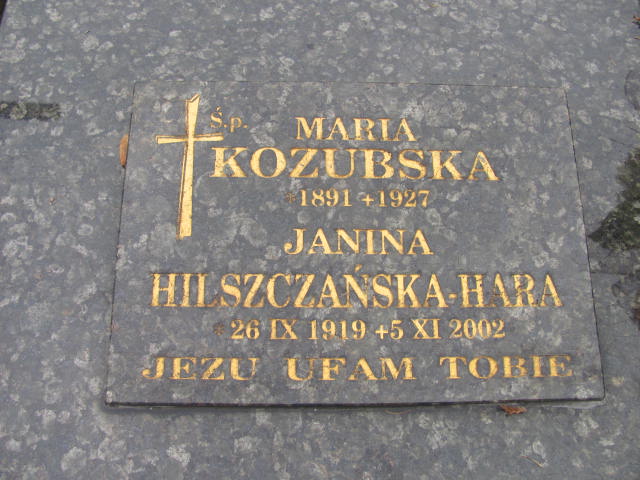 Ś.p. MARIA
KOZUBSKA
*1891 +1927
JANINA
HILSZCZAŃSKA-HARA
*26 IX 1919 +5 XI 2002
JEZU UFAM TOBIE